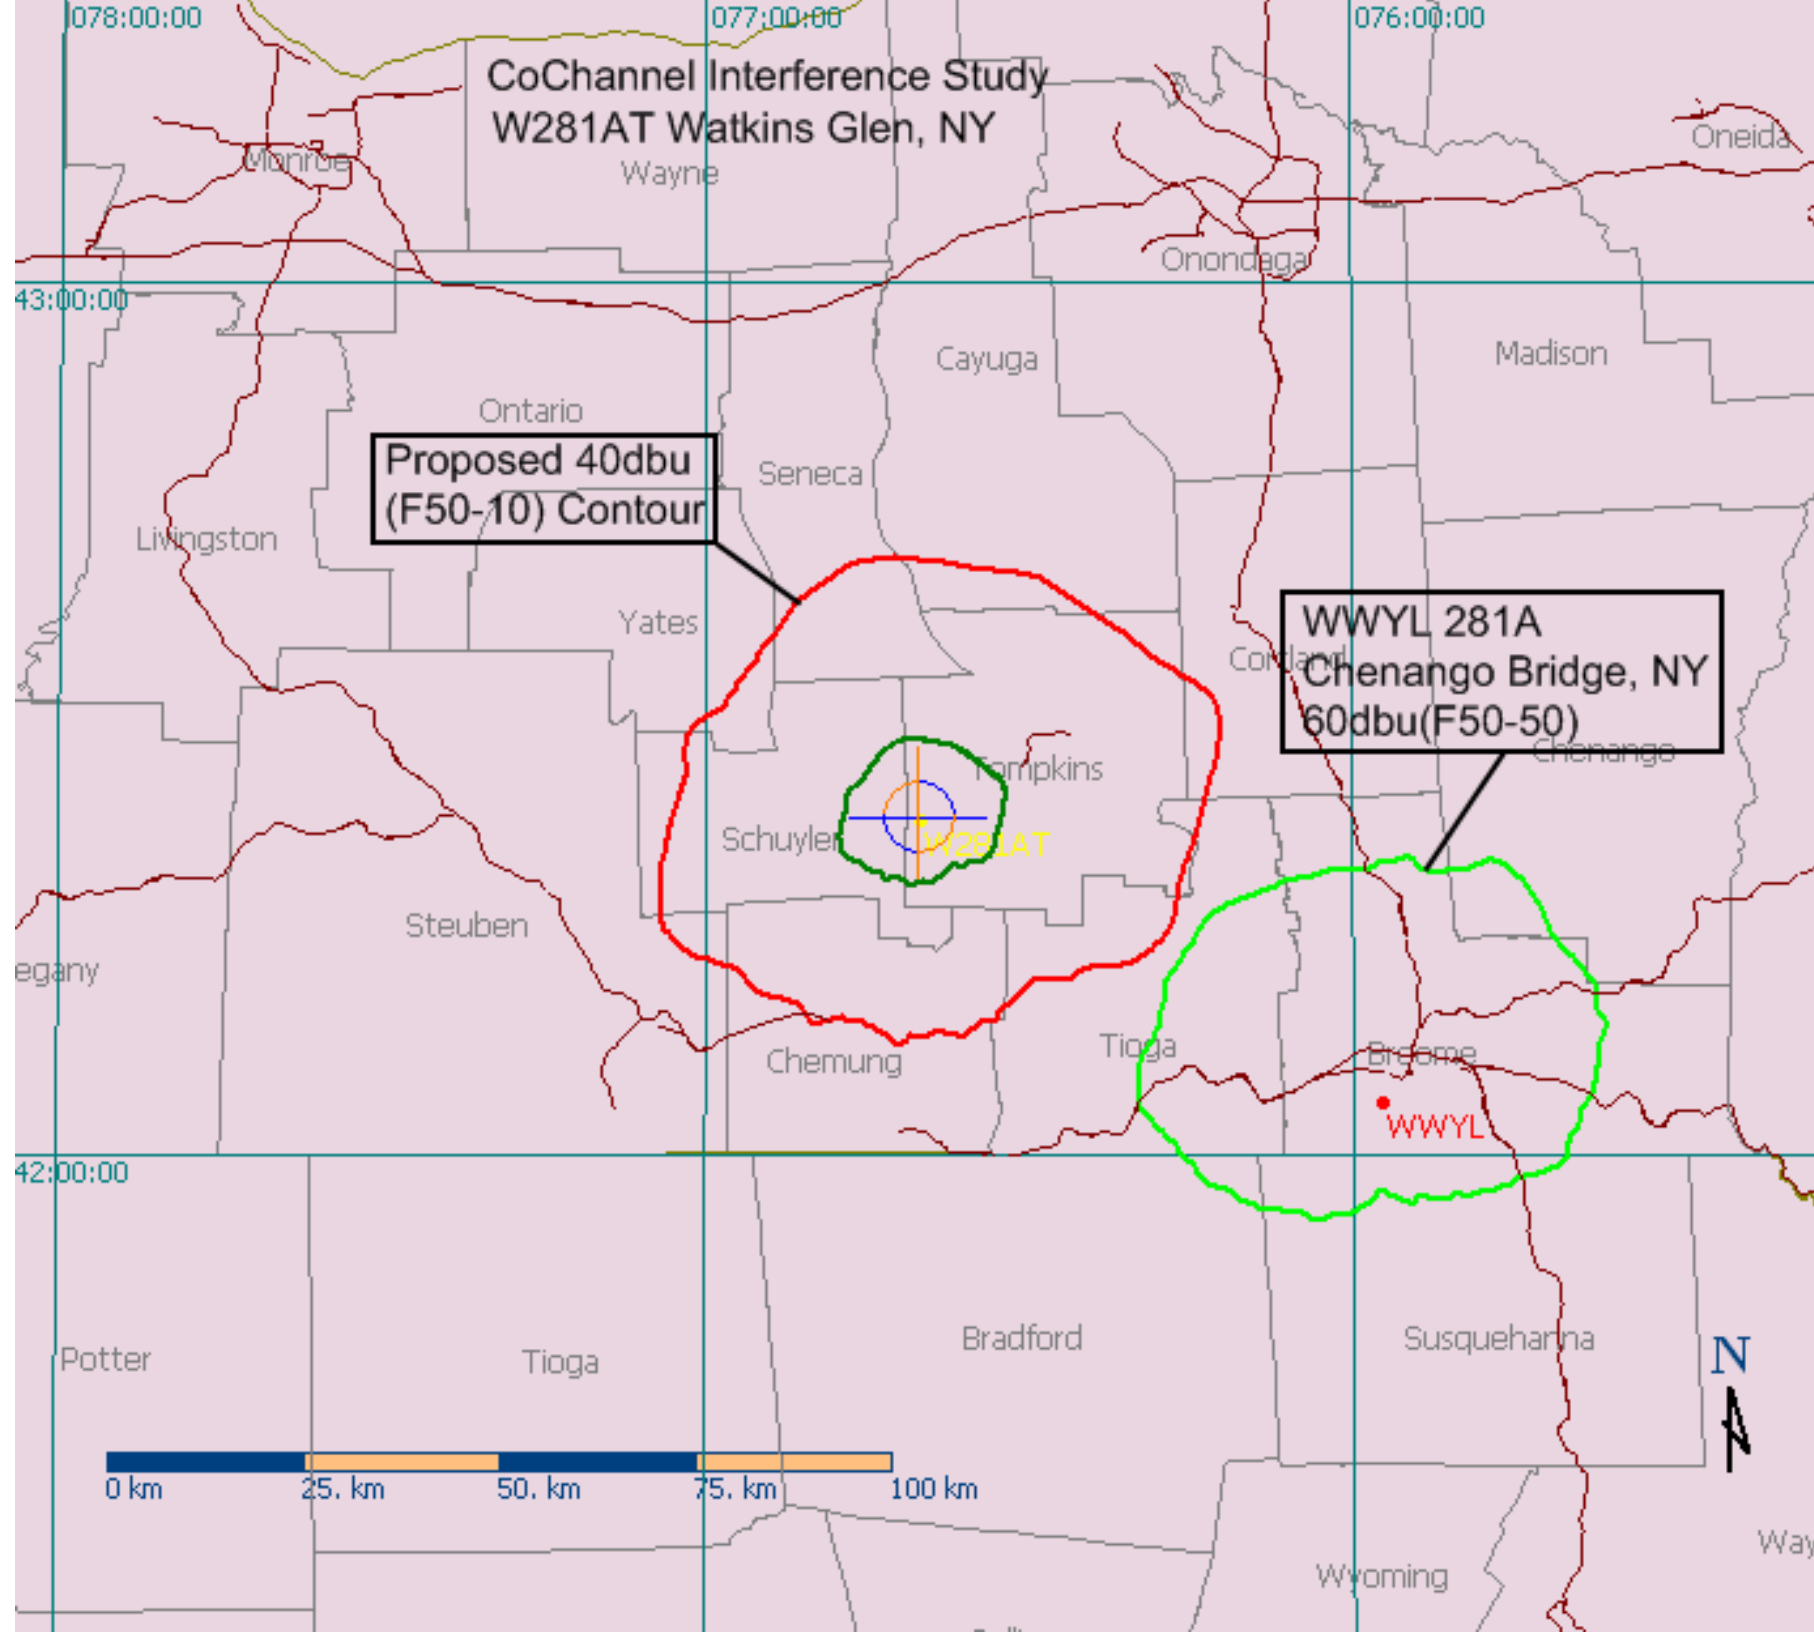 078:00:00
077:00:00
076:00:00
CoChannel Interference Study
W281AT Watkins Glen, NY
Oneida
Monroe
Wayne
Onondaga
43:00:00
Cayuga
Madison
Ontario
Proposed 40dbu
(F50-10) Contour
Seneca
Livingston
Yates
WWYL 281A
Chenango Bridge, NY
60dbu(F50-50)
Cortland
Chenango
Tompkins
Schuyler
W281AT
Steuben
egany
Tioga
Broome
Chemung
WWYL
42:00:00
Bradford
Susquehanna
N
Potter
Tioga
0 km
25. km
50. km
75. km
100 km
Way
Wyoming